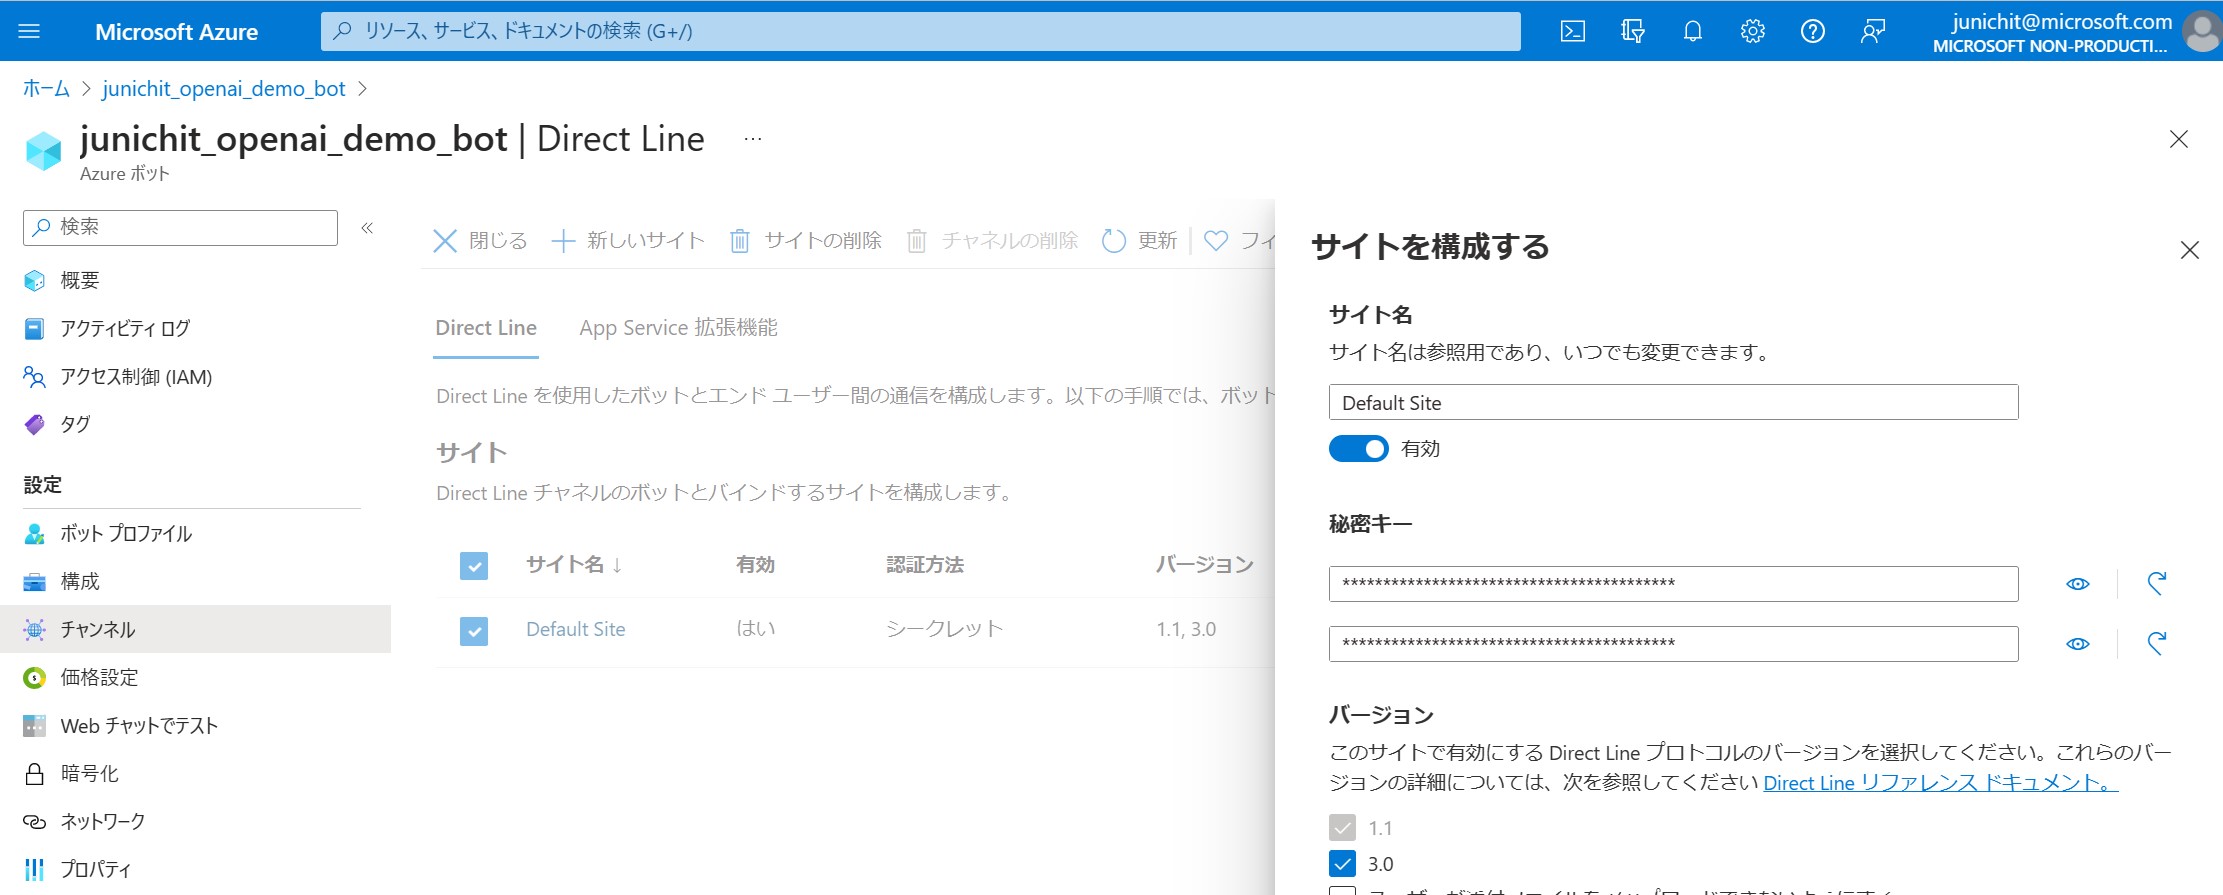 Microsoft Azure
リソース、サービス、ドキュメントの検索 (G+/)
junichit@microsoft.com
MICROSOFT NON-PRODUCTI...
ホーム > junichit_openai_demo_bot >
junichit_openai_demo_bot | Direct Line ...
Azure ボット
検索
«
概要
アクティビティ ログ
アクセス制御 (IAM)
タグ
設定
ボット プロファイル
構成
チャンネル
価格設定
Web チャットでテスト
暗号化
ネットワーク
プロパティ
閉じる 新しいサイト サイトの削除 チャネルの削除 更新 フィ
Direct Line App Service 拡張機能
Direct Line を使用したボットとエンド ユーザー間の通信を構成します。以下の手順では、ボット
サイト
Direct Line チャネルのボットとバインドするサイトを構成します。
サイト名 ↓ 有効 認証方法 バージョン
Default Site はい シークレット 1.1, 3.0
サイトを構成する
サイト名
サイト名は参照用であり、いつでも変更できます。
Default Site
有効
秘密キー
****************************************
****************************************
バージョン
このサイトで有効にする Direct Line プロトコルのバージョンを選択してください。これらのバー
ジョンの詳細については、次を参照してください Direct Line リファレンス ドキュメント。
1.1
3.0